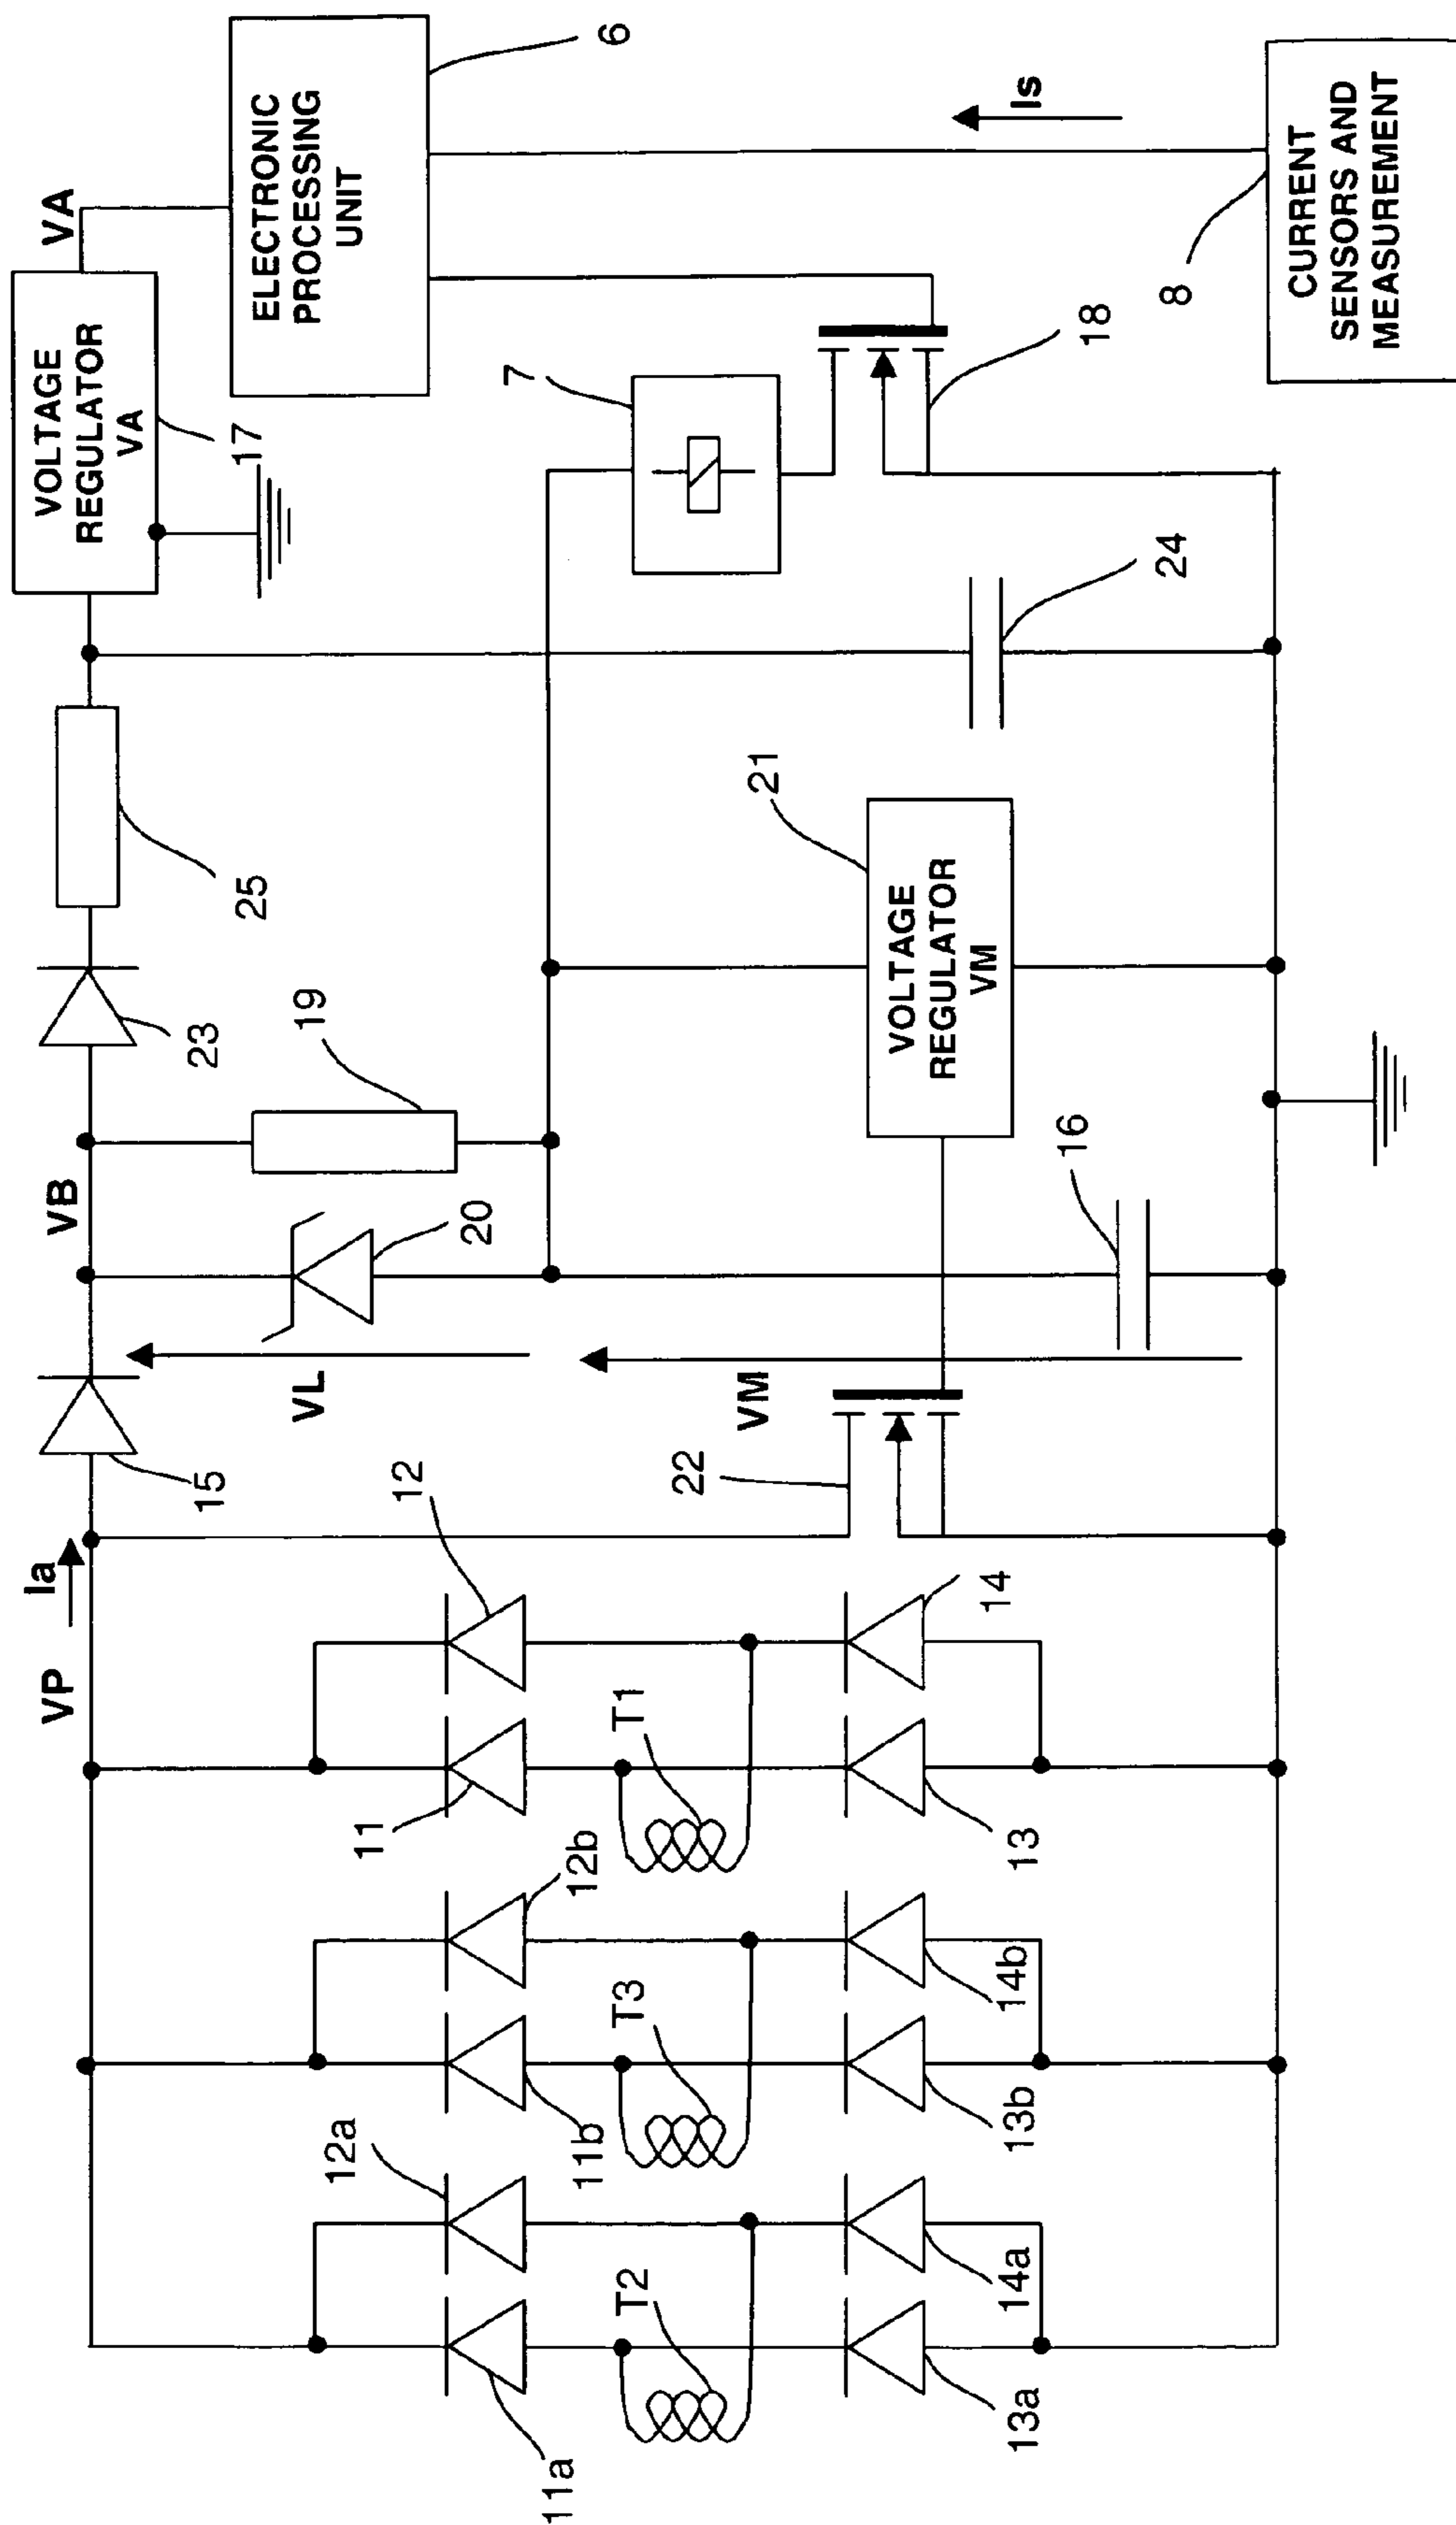 VOLTAGE
REGULATOR
VA
17
VA
ELECTRONIC
PROCESSING
UNIT
6
Is
CURRENT
SENSORS AND
MEASUREMENT
8
7
18
24
25
23
19
VB
20
21
VOLTAGE
REGULATOR
VM
16
VL
VM
15
22
Ia
VP
12
14
T1
11
13
12b
14b
T3
11b
13b
12a
14a
T2
11a
13a